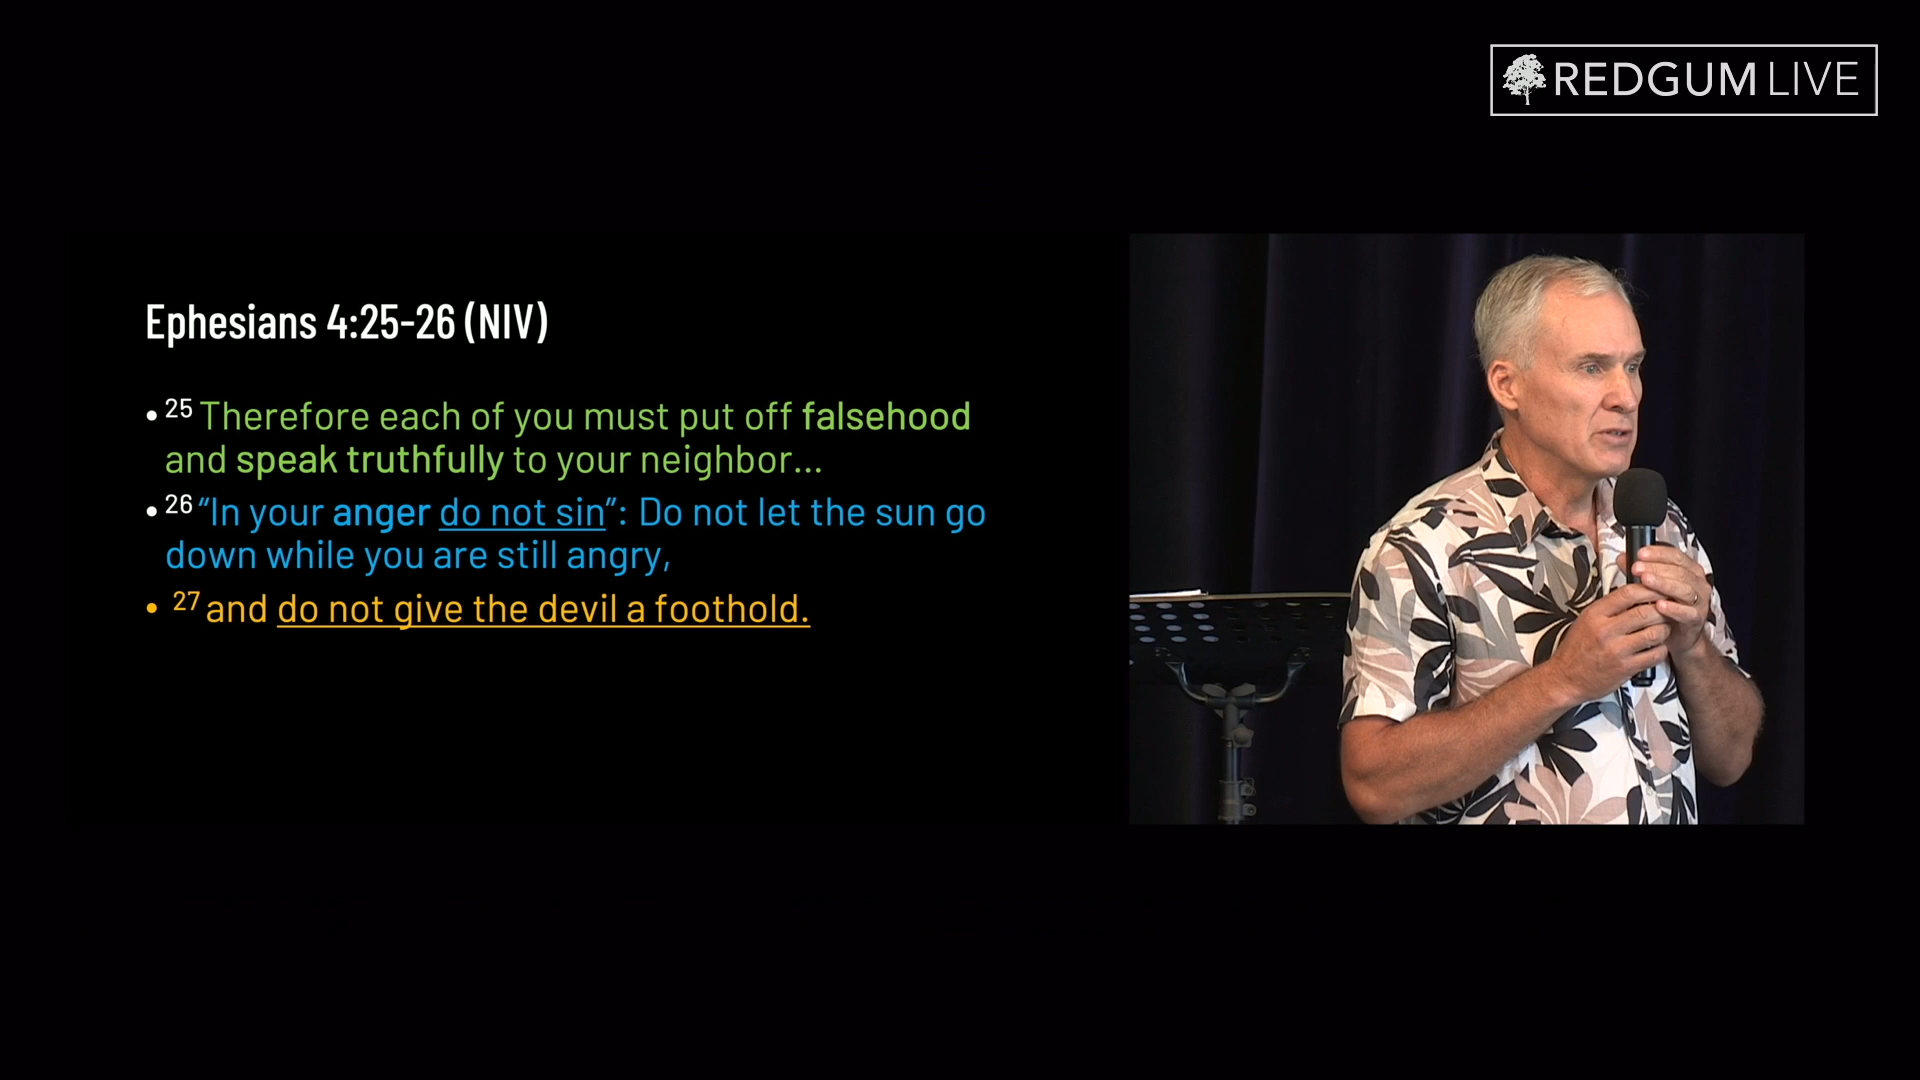 REDGUM LIVE
Ephesians 4:25-26 (NIV)
• 25 Therefore each of you must put off falsehood
and speak truthfully to your neighbor...
• 26 “In your anger do not sin”: Do not let the sun go
down while you are still angry,
• 27 and do not give the devil a foothold.